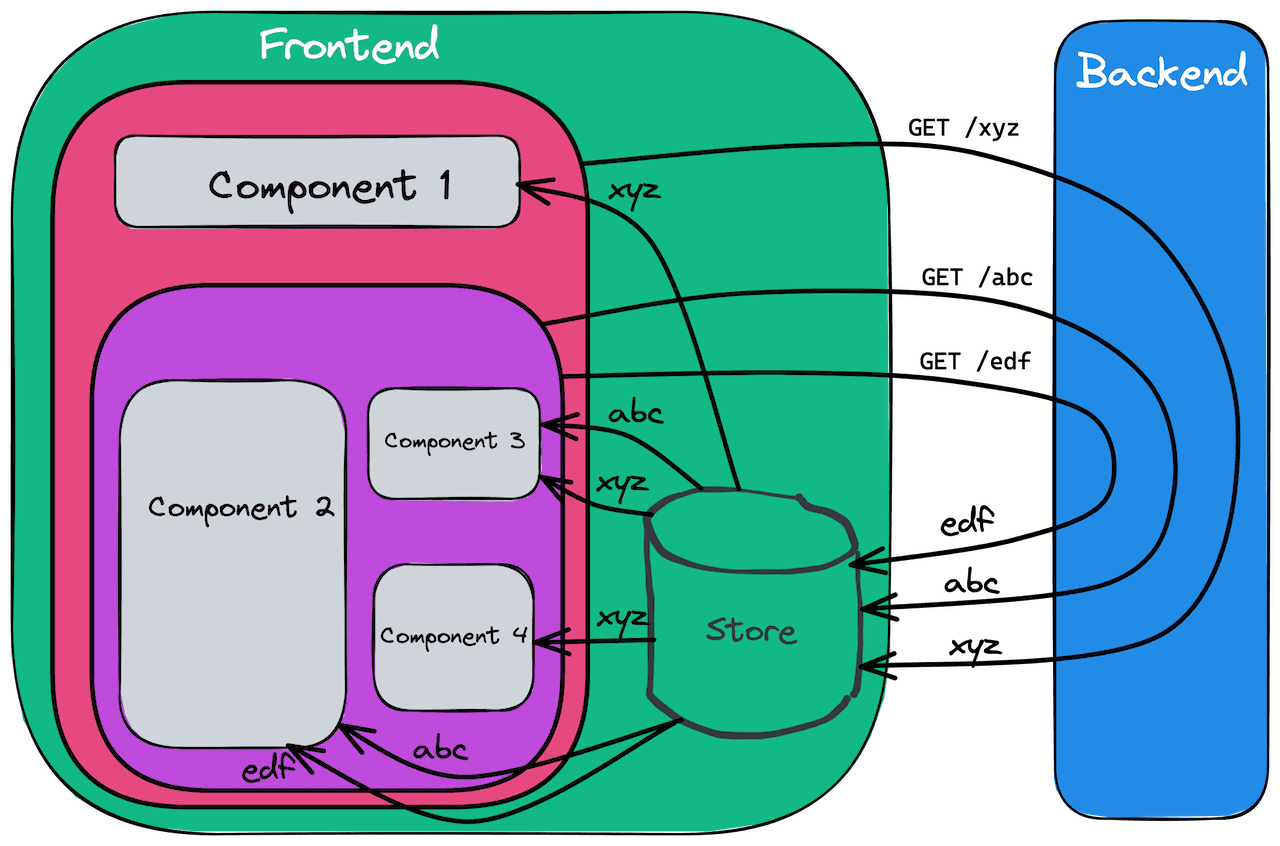 Frontend
Backend
GET /xyz
Component 1
xyz
GET /abc
GET /edf
abc
Component 3
xyz
Component 2
edf
abc
xyz
Component 4
Store
xyz
abc
edf